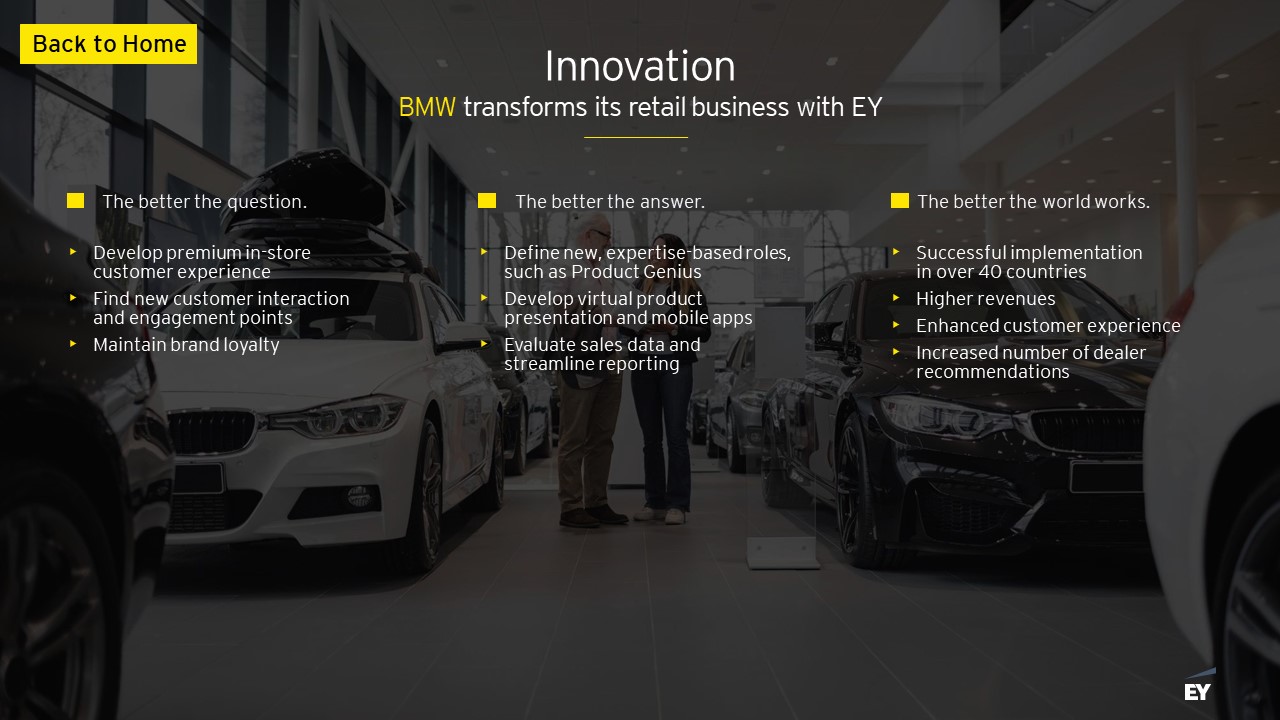 Back to Home
Innovation
BMW transforms its retail business with EY
The better the question.
Develop premium in-store
customer experience
Find new customer interaction
and engagement points
Maintain brand loyalty
The better the answer.
Define new, expertise-based roles,
such as Product Genius
Develop virtual product
presentation and mobile apps
Evaluate sales data and
streamline reporting
The better the world works.
Successful implementation
in over 40 countries
Higher revenues
Enhanced customer experience
Increased number of dealer
recommendations
EY